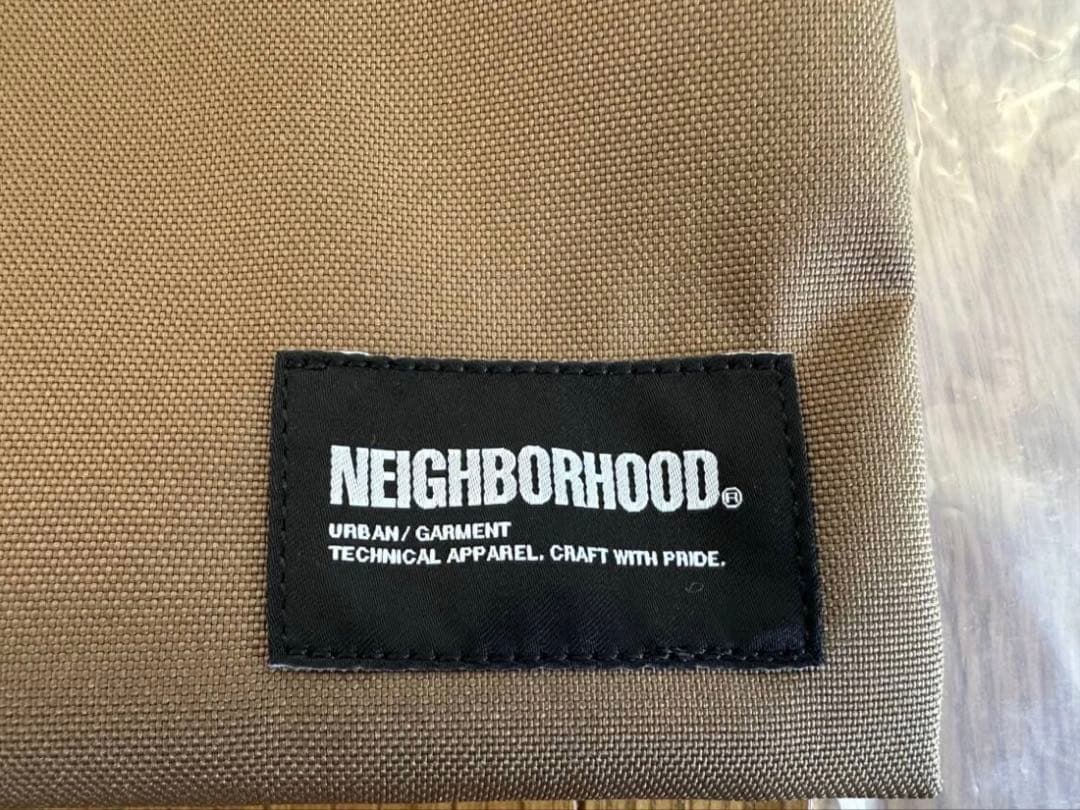 NEIGHBORHOOD®
URBAN/ GARMENT
TECHNICAL APPAREL. CRAFT WITH PRIDE.